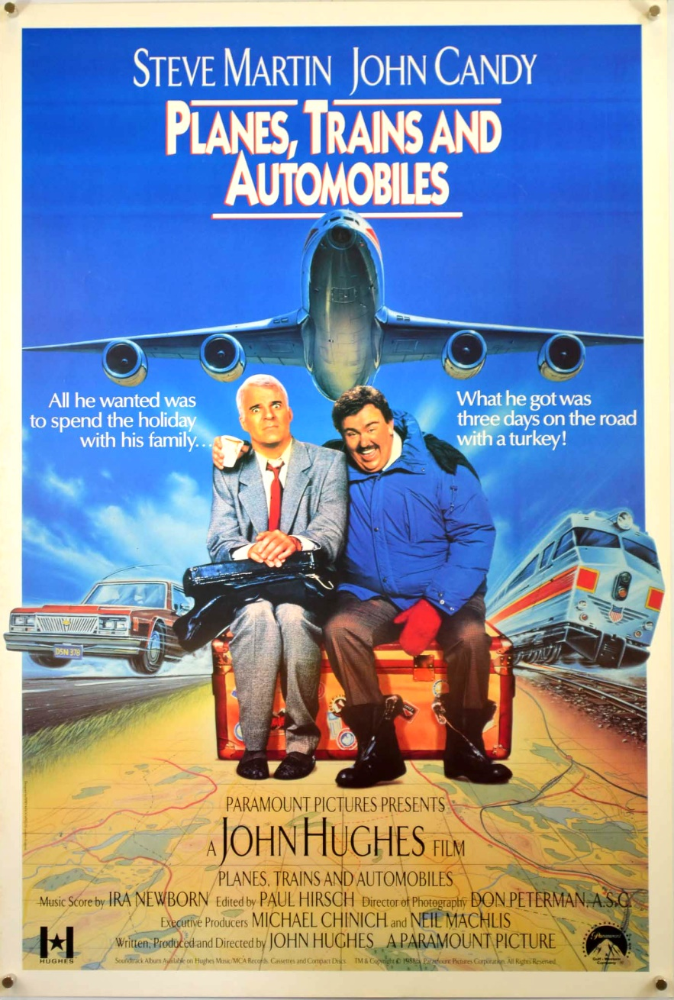 STEVE MARTIN JOHN CANDY
PLANES, TRAINS AND
AUTOMOBILES
All he wanted was
to spend the holiday
with his family...
What he got was
three days on the road
with a turkey!
DSN 378
PARAMOUNT PICTURES PRESENTS
A JOHN HUGHES FILM
PLANES, TRAINS AND AUTOMOBILES
Music Score by IRA NEWBORN Edited by PAUL HIRSCH Director of Photography DON PETERMAN, A.S.C.
Executive Producers MICHAEL CHINICH and NEIL MACHLIS
Written, Produced and Directed by JOHN HUGHES A PARAMOUNT PICTURE
HUGHES
Soundtrack Album Available on Hughes Music/MCA Records, Cassettes and Compact Discs. TM & Copyright © by Paramount Pictures Corporation. All Rights Reserved.
Paramount
Gulf+Western
Company